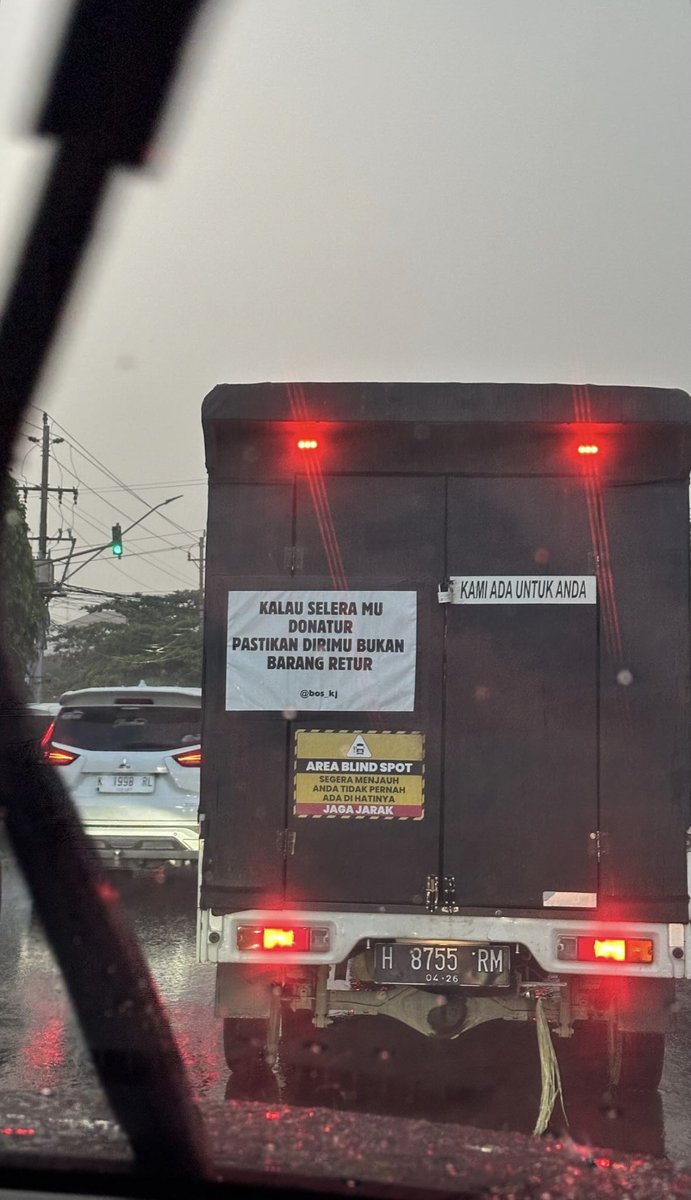 KAMI ADA UNTUK ANDA
KALAU SELERA MU
DONATUR
PASTIKAN DIRIMU BUKAN
BARANG RETUR
@bos_kj
AREA BLIND SPOT
SEGERA MENJAUH
ANDA TIDAK PERNAH
ADA DI HATINYA
JAGA JARAK
K 1998 RL
H 8755 RM
04·26